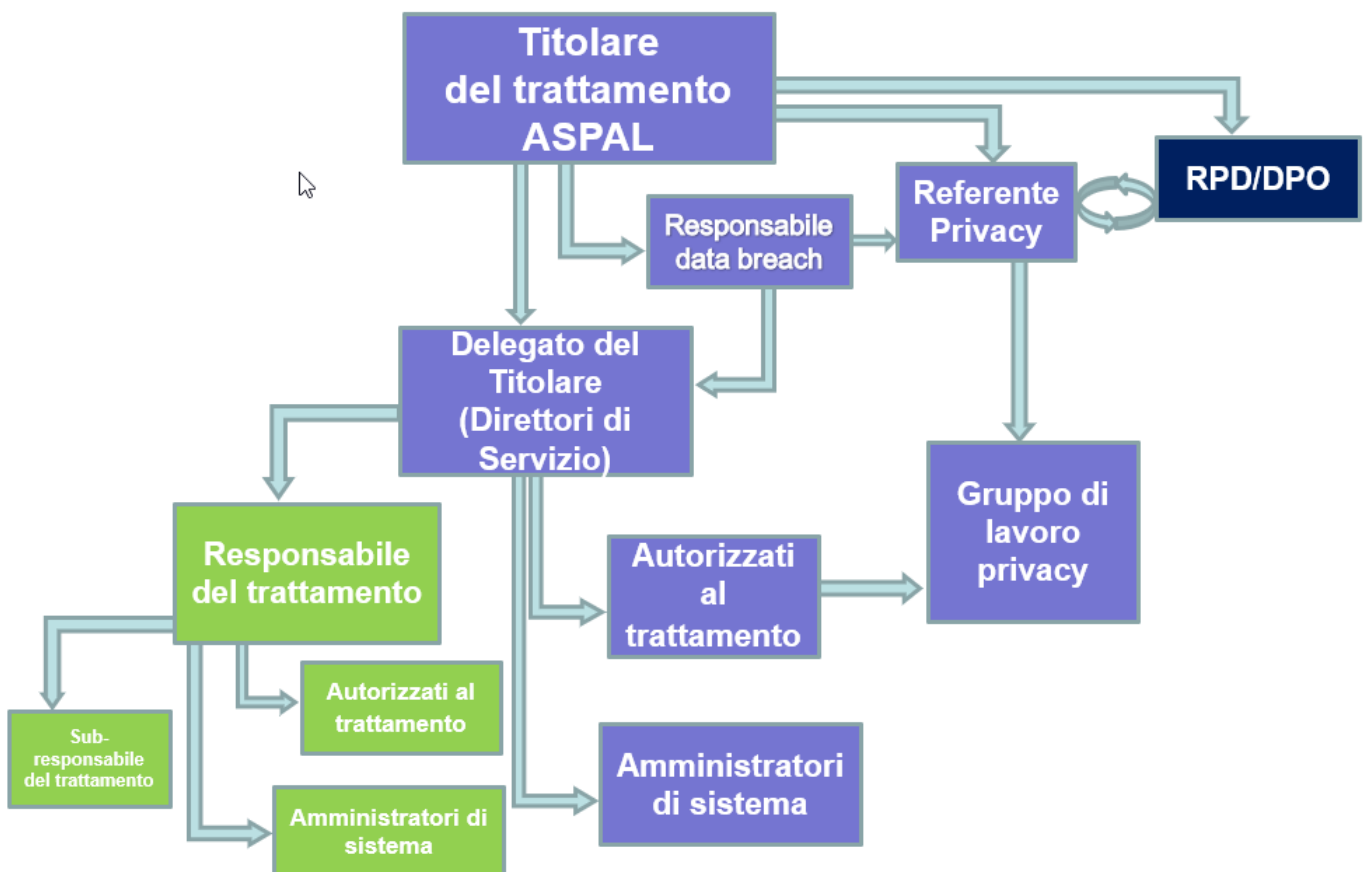 Titolare
del trattamento
ASPAL
RPD/DPO
Referente
Privacy
Responsabile
data breach
Delegato del
Titolare
(Direttori di
Servizio)
Gruppo di
lavoro
privacy
Responsabile
del trattamento
Autorizzati
al
trattamento
Autorizzati al
trattamento
Sub-
responsabile
del trattamento
Amministratori
di sistema
Amministratori di
sistema